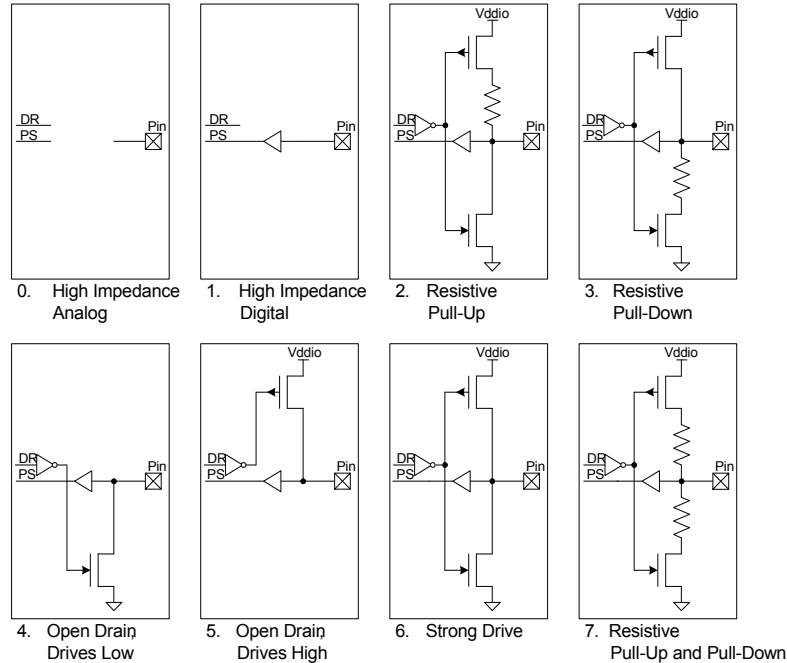 Vddio Vddio
DR DR DR DR
PS PS PS PS
Pin Pin Pin Pin
0. High Impedance
Analog
1. High Impedance
Digital
2. Resistive
Pull-Up
3. Resistive
Pull-Down
Vddio Vddio Vddio
DR DR DR DR
PS PS PS PS
Pin Pin Pin Pin
4. Open Drain,
Drives Low
5. Open Drain,
Drives High
6. Strong Drive
7. Resistive
Pull-Up and Pull-Down